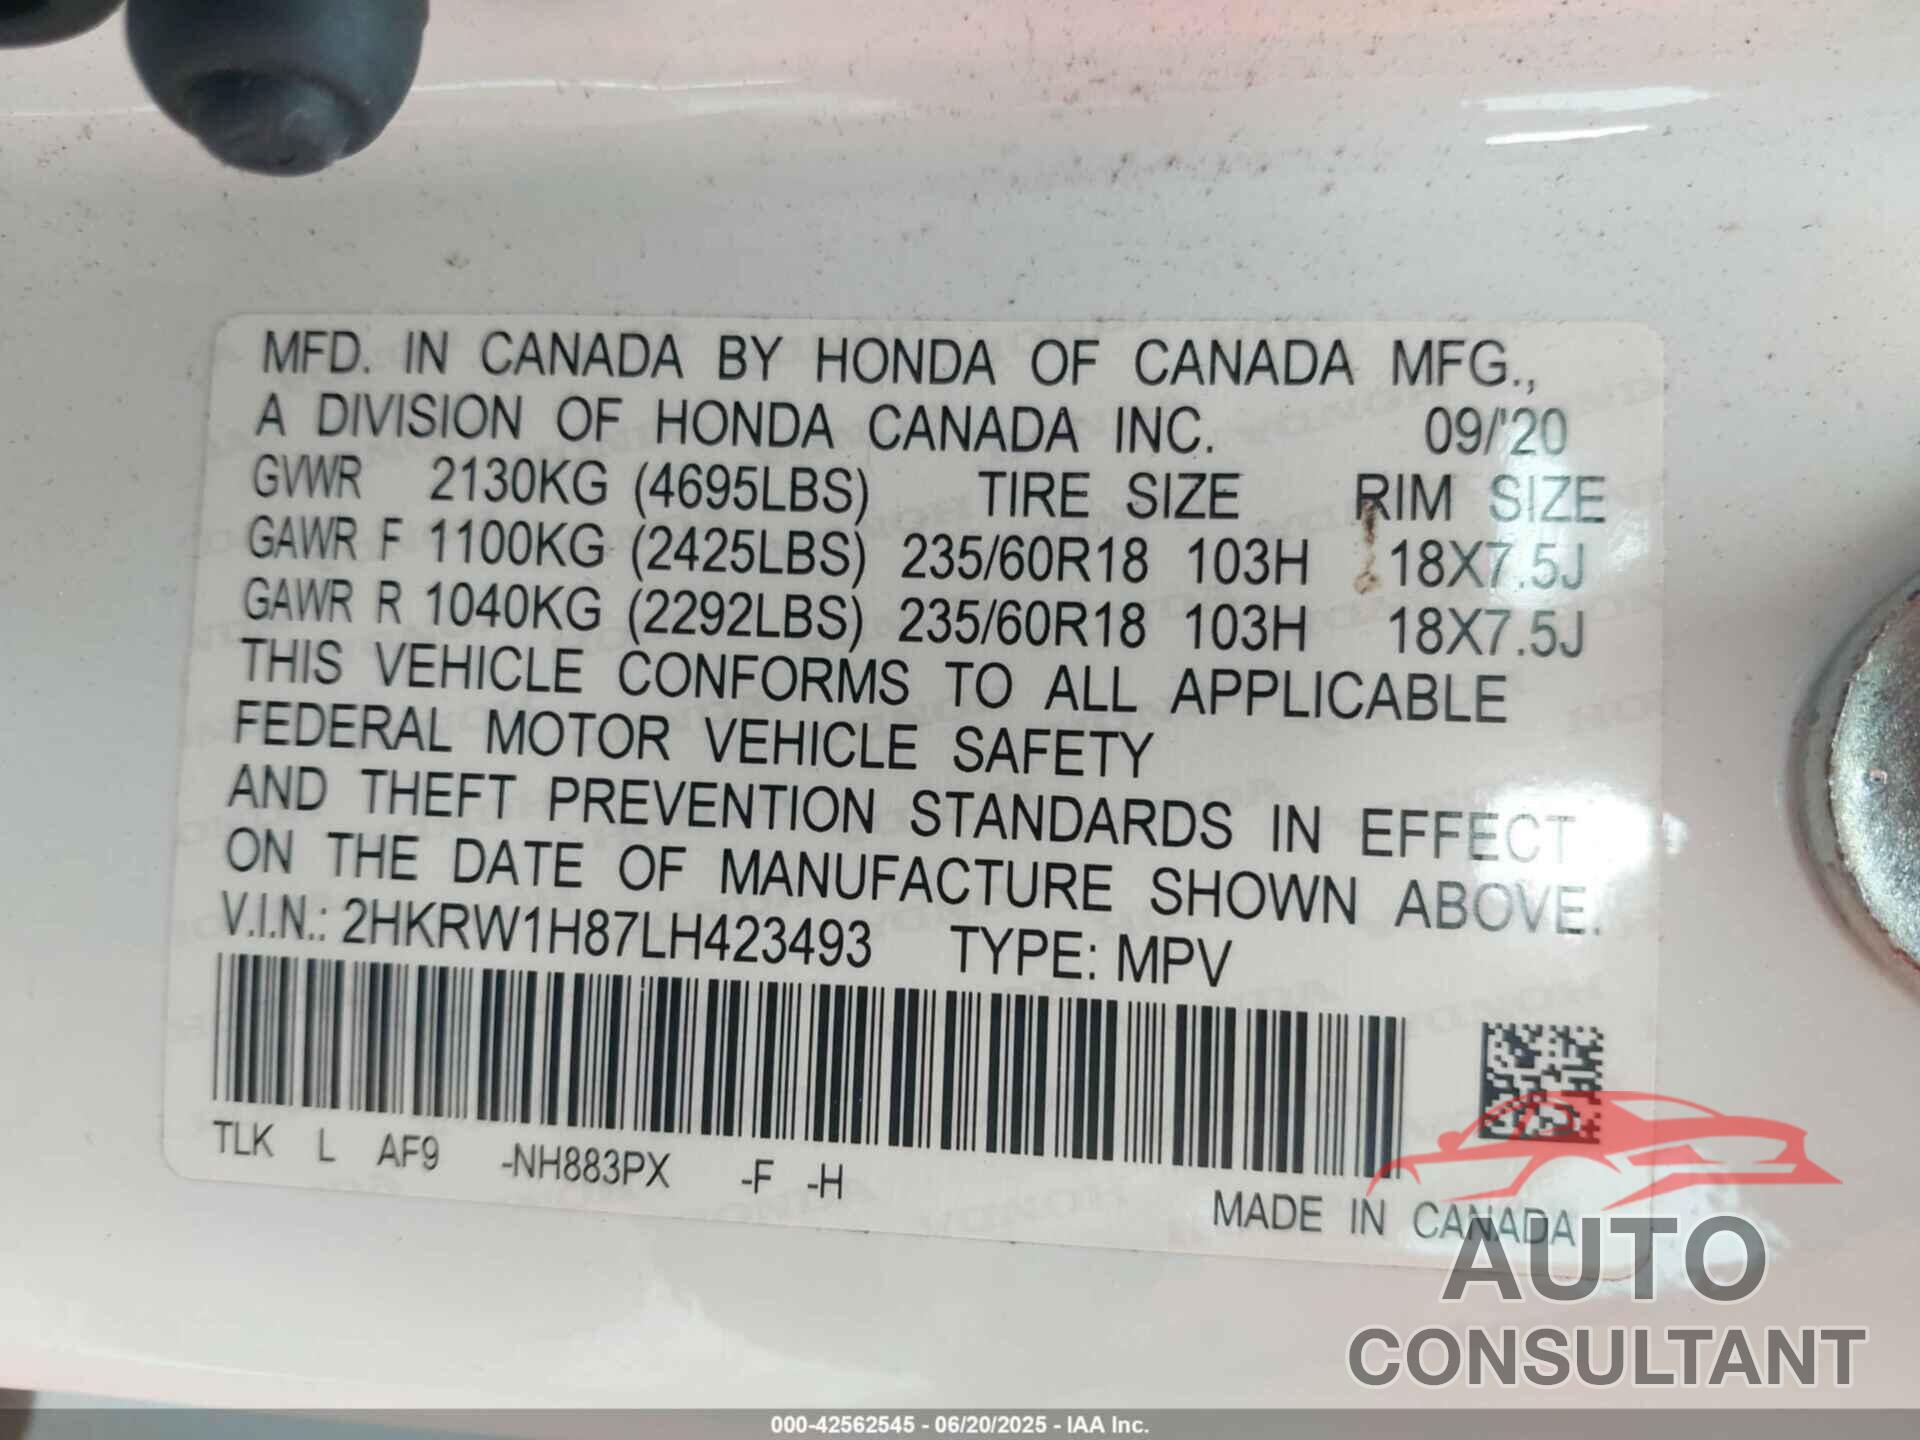 MFD. IN CANADA BY HONDA OF CANADA MFG.,
A DIVISION OF HONDA CANADA INC. 09/'20
GVWR 2130KG (4695LBS) TIRE SIZE RIM SIZE
GAWR F 1100KG (2425LBS) 235/60R18 103H 18X7.5J
GAWR R 1040KG (2292LBS) 235/60R18 103H 18X7.5J
THIS VEHICLE CONFORMS TO ALL APPLICABLE
FEDERAL MOTOR VEHICLE SAFETY
AND THEFT PREVENTION STANDARDS IN EFFECT
ON THE DATE OF MANUFACTURE SHOWN ABOVE.
V.I.N.: 2HKRW1H87LH423493 TYPE: MPV
TLK L AF9 -NH883PX -F -H
MADE IN CANADA
AUTO
CONSULTANT
000-42562545 - 06/20/2025 - IAA Inc.